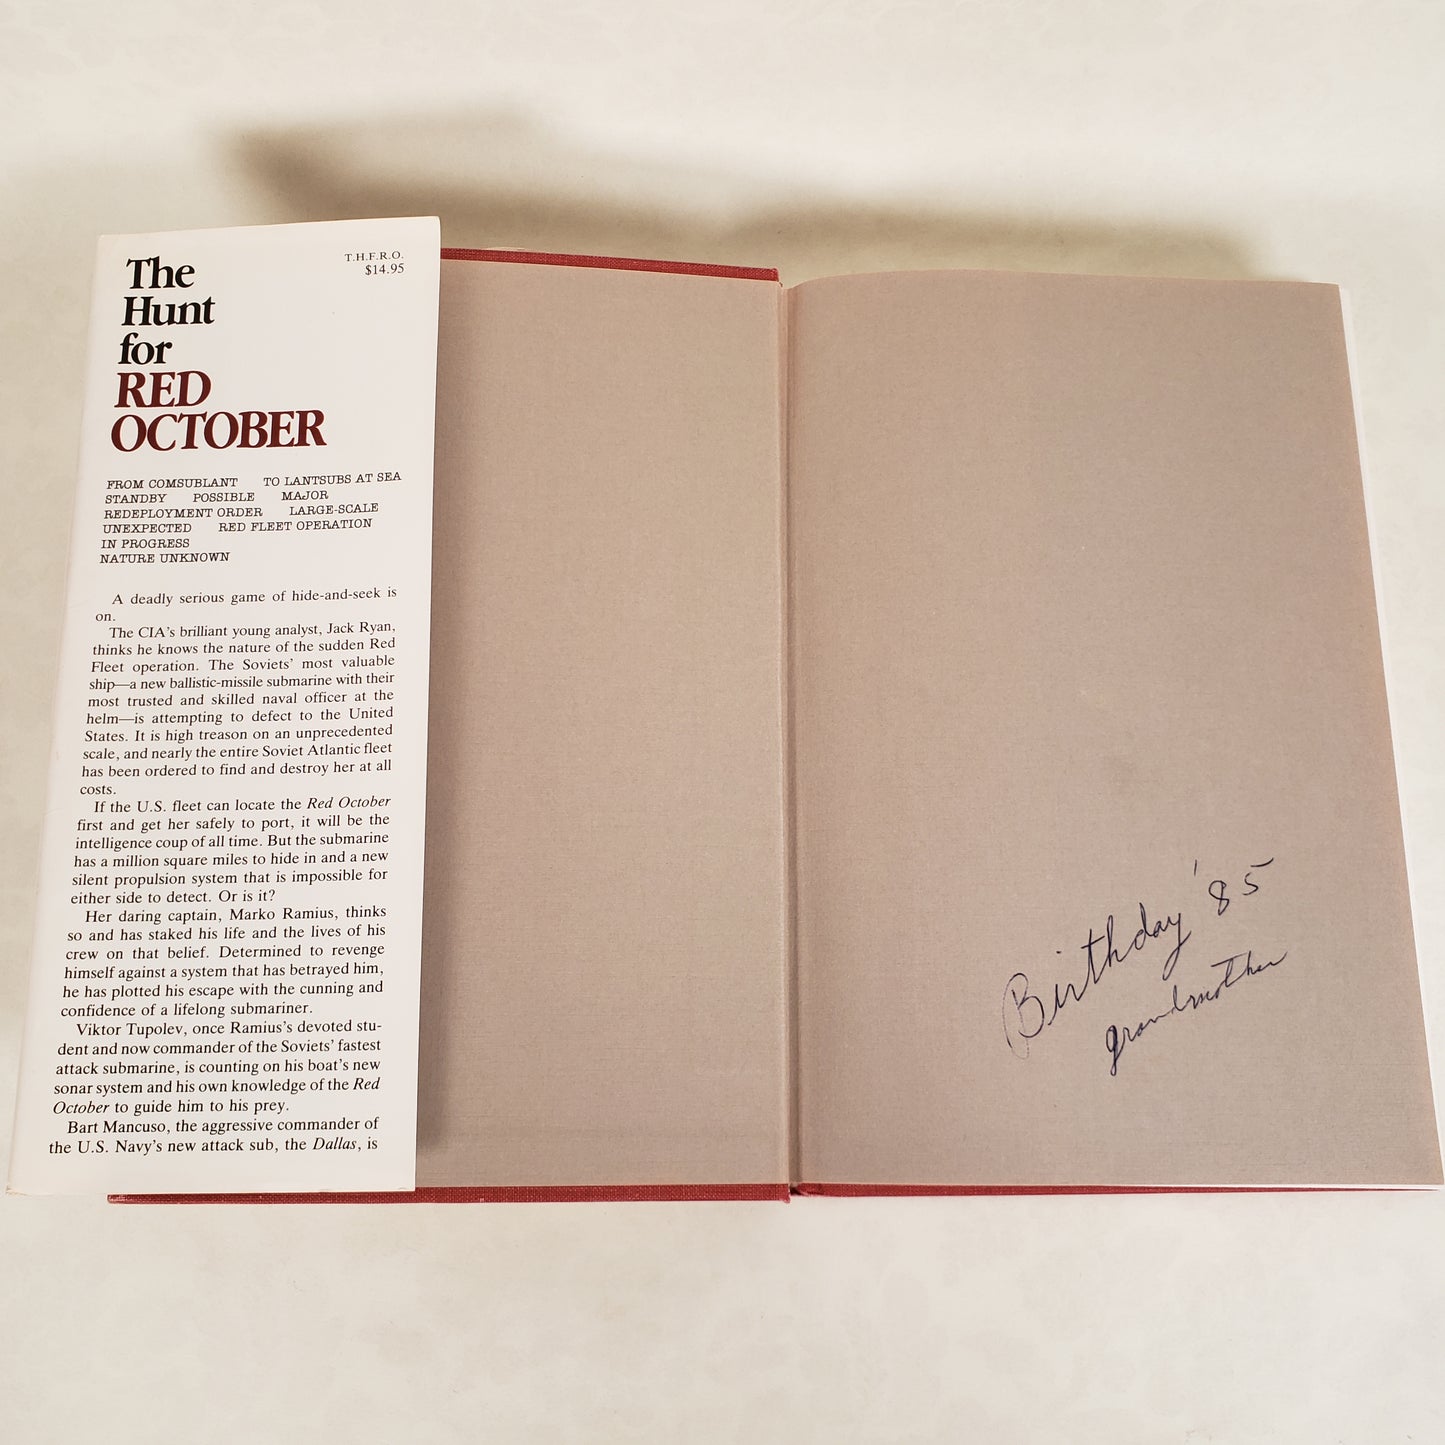 The
Hunt
for
RED
OCTOBER
T.H.F.R.O.
$14.95
FROM COMSUBLANT TO LANTSUBS AT SEA
STANDBY POSSIBLE MAJOR
REDEPLOYMENT ORDER LARGE-SCALE
UNEXPECTED RED FLEET OPERATION
IN PROGRESS
NATURE UNKNOWN
A deadly serious game of hide-and-seek is
on.
The CIA's brilliant young analyst, Jack Ryan,
thinks he knows the nature of the sudden Red
Fleet operation. The Soviets' most valuable
ship—a new ballistic-missile submarine with their
most trusted and skilled naval officer at the
helm—is attempting to defect to the United
States. It is high treason on an unprecedented
scale, and nearly the entire Soviet Atlantic fleet
has been ordered to find and destroy her at all
costs.
If the U.S. fleet can locate the Red October
first and get her safely to port, it will be the
intelligence coup of all time. But the submarine
has a million square miles to hide in and a new
silent propulsion system that is impossible for
either side to detect. Or is it?
Her daring captain, Marko Ramius, thinks
so and has staked his life and the lives of his
crew on that belief. Determined to revenge
himself against a system that has betrayed him,
he has plotted his escape with the cunning and
confidence of a lifelong submariner.
Viktor Tupolev, once Ramius's devoted stu-
dent and now commander of the Soviets' fastest
attack submarine, is counting on his boat's new
sonar system and his own knowledge of the Red
October to guide him to his prey.
Bart Mancuso, the aggressive commander of
the U.S. Navy's new attack sub, the Dallas, is
Birthday '85
grandmother